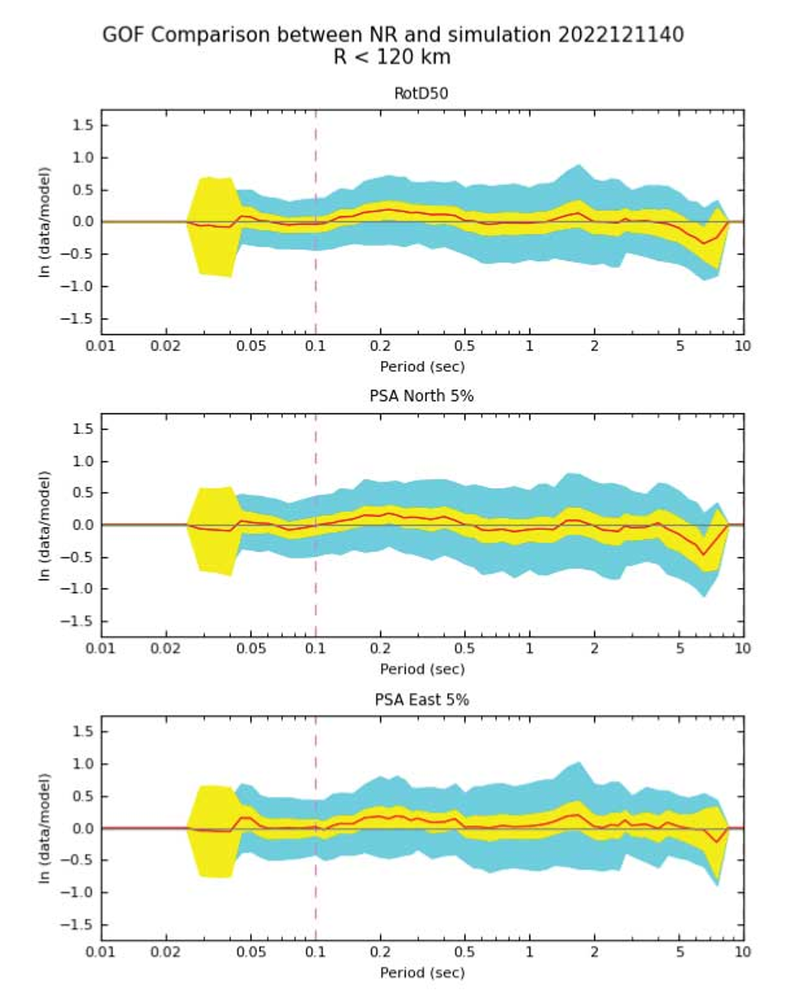 GOF Comparison between NR and simulation 2022121140
R < 120 km
RotD50
1.5
1.0
0.5
0.0
−0.5
−1.0
−1.5
ln (data/model)
0.01 0.02 0.05 0.1 0.2 0.5 1 2 5 10
Period (sec)
PSA North 5%
1.5
1.0
0.5
0.0
−0.5
−1.0
−1.5
ln (data/model)
0.01 0.02 0.05 0.1 0.2 0.5 1 2 5 10
Period (sec)
PSA East 5%
1.5
1.0
0.5
0.0
−0.5
−1.0
−1.5
ln (data/model)
0.01 0.02 0.05 0.1 0.2 0.5 1 2 5 10
Period (sec)